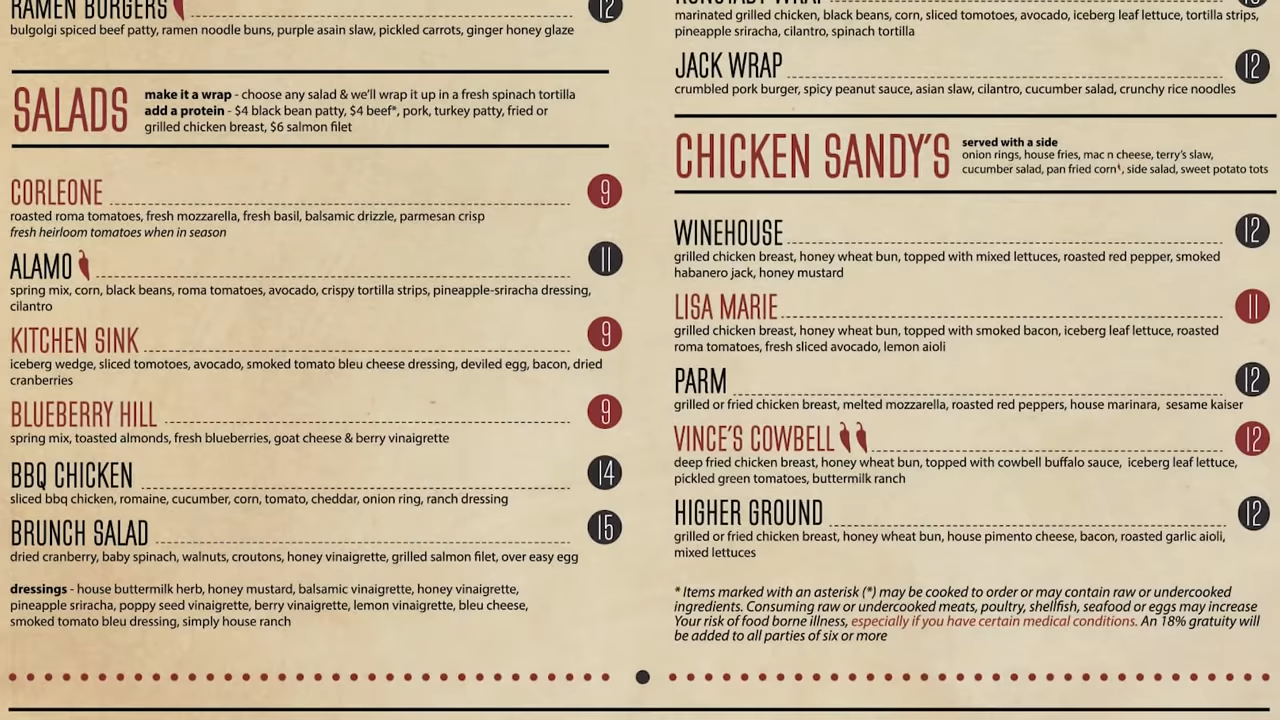 RAMEN BURGERS 12
bulgolgi spiced beef patty, ramen noodle buns, purple asain slaw, pickled carrots, ginger honey glaze
SALADS
make it a wrap - choose any salad & we'll wrap it up in a fresh spinach tortilla
add a protein - $4 black bean patty, $4 beef*, pork, turkey patty, fried or
grilled chicken breast, $6 salmon filet
CORLEONE 9
roasted roma tomatoes, fresh mozzarella, fresh basil, balsamic drizzle, parmesan crisp
fresh heirloom tomatoes when in season
ALAMO 11
spring mix, corn, black beans, roma tomatoes, avocado, crispy tortilla strips, pineapple-sriracha dressing,
cilantro
KITCHEN SINK 9
iceberg wedge, sliced tomotoes, avocado, smoked tomato bleu cheese dressing, deviled egg, bacon, dried
cranberries
BLUEBERRY HILL 9
spring mix, toasted almonds, fresh blueberries, goat cheese & berry vinaigrette
BBQ CHICKEN 14
sliced bbq chicken, romaine, cucumber, corn, tomato, cheddar, onion ring, ranch dressing
BRUNCH SALAD 15
dried cranberry, baby spinach, walnuts, croutons, honey vinaigrette, grilled salmon filet, over easy egg
dressings - house buttermilk herb, honey mustard, balsamic vinaigrette, honey vinaigrette,
pineapple sriracha, poppy seed vinaigrette, berry vinaigrette, lemon vinaigrette, bleu cheese,
smoked tomato bleu dressing, simply house ranch
WRAP
marinated grilled chicken, black beans, corn, sliced tomotoes, avocado, iceberg leaf lettuce, tortilla strips,
pineapple sriracha, cilantro, spinach tortilla
JACK WRAP 12
crumbled pork burger, spicy peanut sauce, asian slaw, cilantro, cucumber salad, crunchy rice noodles
CHICKEN SANDY'S
served with a side
onion rings, house fries, mac n cheese, terry's slaw,
cucumber salad, pan fried corn, side salad, sweet potato tots
WINEHOUSE 12
grilled chicken breast, honey wheat bun, topped with mixed lettuces, roasted red pepper, smoked
habanero jack, honey mustard
LISA MARIE 11
grilled chicken breast, honey wheat bun, topped with smoked bacon, iceberg leaf lettuce, roasted
roma tomatoes, fresh sliced avocado, lemon aioli
PARM 12
grilled or fried chicken breast, melted mozzarella, roasted red peppers, house marinara, sesame kaiser
VINCE'S COWBELL 12
deep fried chicken breast, honey wheat bun, topped with cowbell buffalo sauce, iceberg leaf lettuce,
pickled green tomatoes, buttermilk ranch
HIGHER GROUND 12
grilled or fried chicken breast, honey wheat bun, house pimento cheese, bacon, roasted garlic aioli,
mixed lettuces
* Items marked with an asterisk (*) may be cooked to order or may contain raw or undercooked
ingredients. Consuming raw or undercooked meats, poultry, shellfish, seafood or eggs may increase
Your risk of food borne illness, especially if you have certain medical conditions. An 18% gratuity will
be added to all parties of six or more